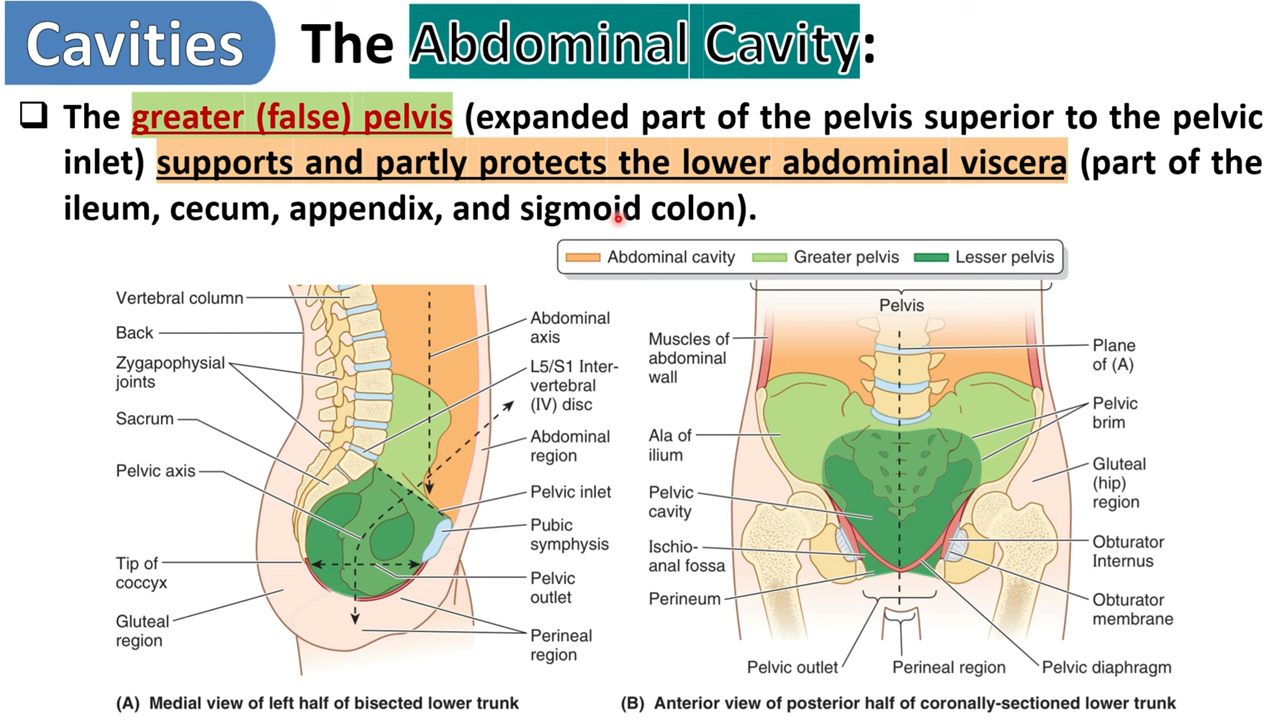 Cavities
The Abdominal Cavity:
❑ The greater (false) pelvis (expanded part of the pelvis superior to the pelvic
inlet) supports and partly protects the lower abdominal viscera (part of the
ileum, cecum, appendix, and sigmoid colon).
Abdominal cavity
Greater pelvis
Lesser pelvis
Vertebral column
Back
Zygapophysial
joints
Sacrum
Pelvic axis
Tip of
coccyx
Gluteal
region
Abdominal
axis
L5/S1 Inter-
vertebral
(IV) disc
Abdominal
region
Pelvic inlet
Pubic
symphysis
Pelvic
outlet
Perineal
region
(A) Medial view of left half of bisected lower trunk
Pelvis
Muscles of
abdominal
wall
Ala of
ilium
Pelvic
cavity
Ischio-
anal fossa
Perineum
Plane
of (A)
Pelvic
brim
Gluteal
(hip)
region
Obturator
Internus
Obturator
membrane
Pelvic outlet
Perineal region
Pelvic diaphragm
(B) Anterior view of posterior half of coronally-sectioned lower trunk